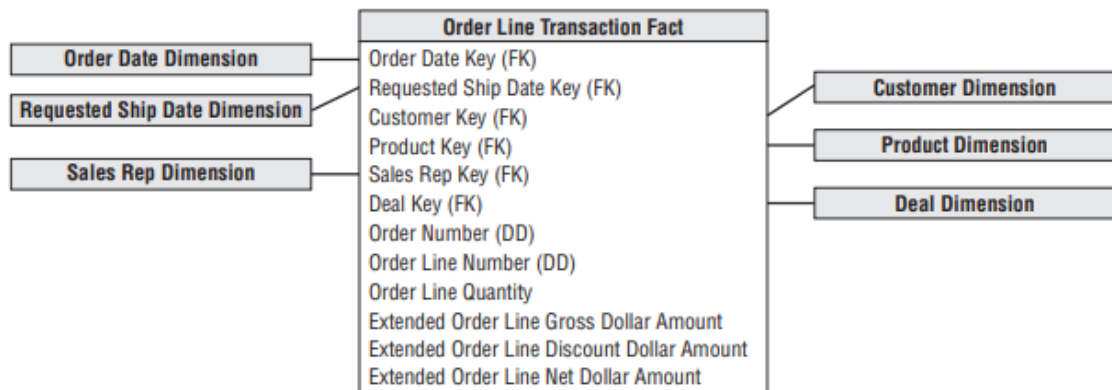 Order Line Transaction Fact
Order Date Dimension
Requested Ship Date Dimension
Sales Rep Dimension
Order Date Key (FK)
Requested Ship Date Key (FK)
Customer Key (FK)
Product Key (FK)
Sales Rep Key (FK)
Deal Key (FK)
Order Number (DD)
Order Line Number (DD)
Order Line Quantity
Extended Order Line Gross Dollar Amount
Extended Order Line Discount Dollar Amount
Extended Order Line Net Dollar Amount
Customer Dimension
Product Dimension
Deal Dimension